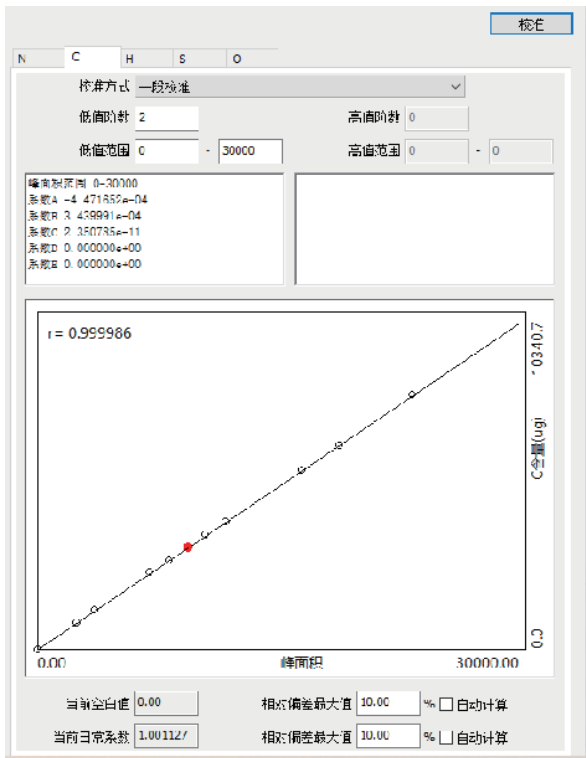 校准
N C H S O
校准方式 一段校准
低值阶数 2 高值阶数 0
低值范围 0 - 30000 高值范围 0 - 0
峰面积范围 0-30000
系数A -4.471652e-04
系数B 3.439991e-04
系数C 2.350735e-11
系数D 0.000000e+00
系数E 0.000000e+00
r = 0.999986
10340.7
C含量(ug)
0.0
0.00 峰面积 30000.00
当前空白值 0.00 相对偏差最大值 10.00 % 自动计算
当前日常系数 1.001127 相对偏差最大值 10.00 % 自动计算